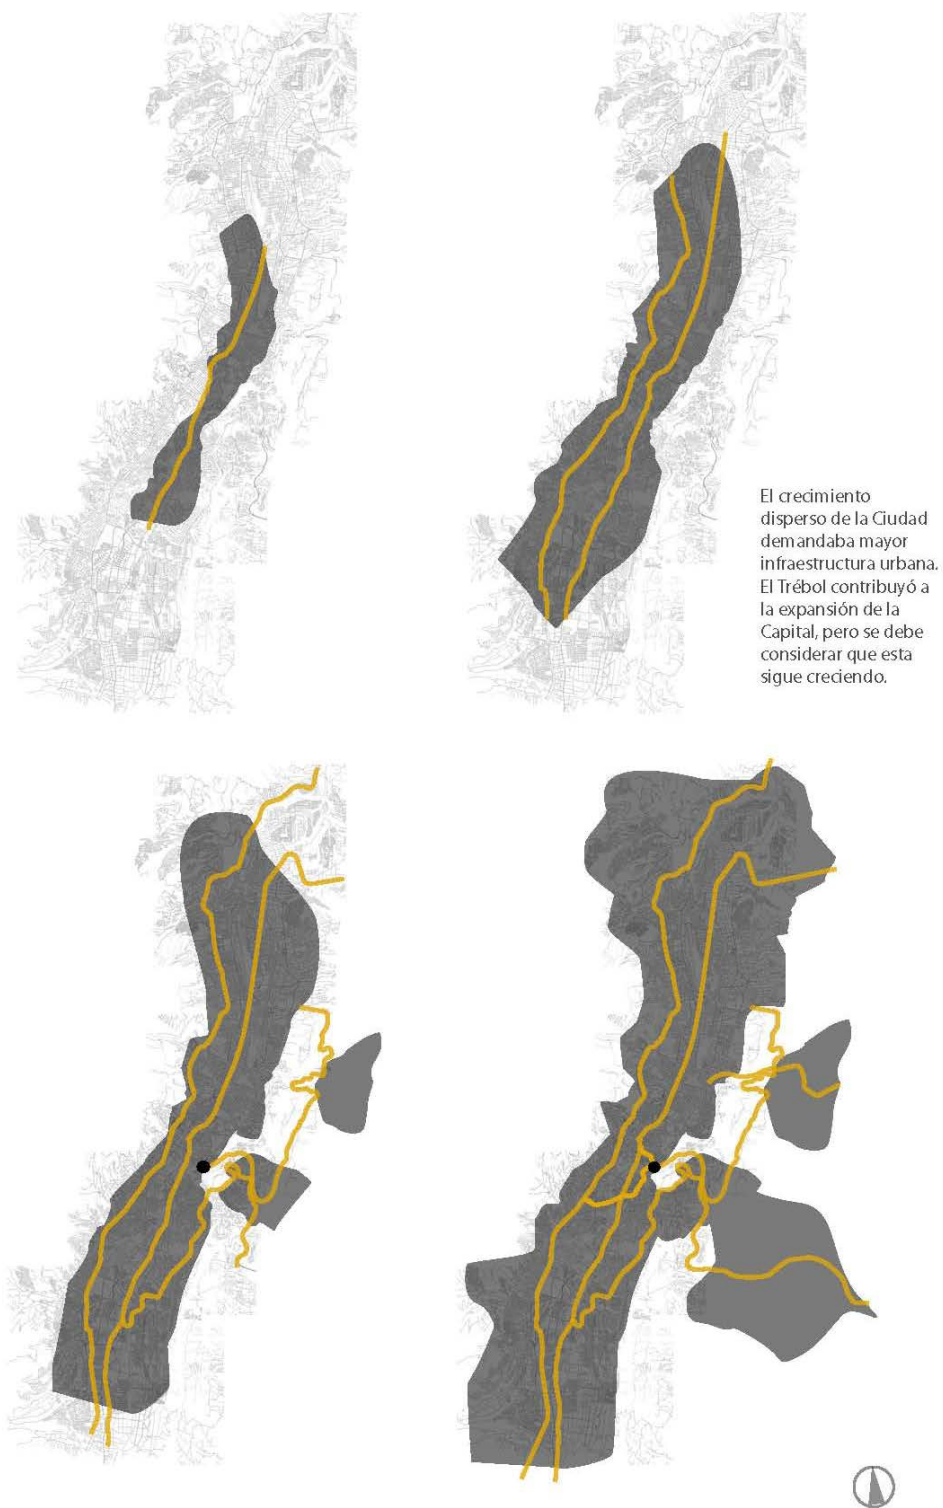 El crecimiento
disperso de la Ciudad
demandaba mayor
infraestructura urbana.
El Trébol contribuyó a
la expansión de la
Capital, pero se debe
considerar que esta
sigue creciendo.